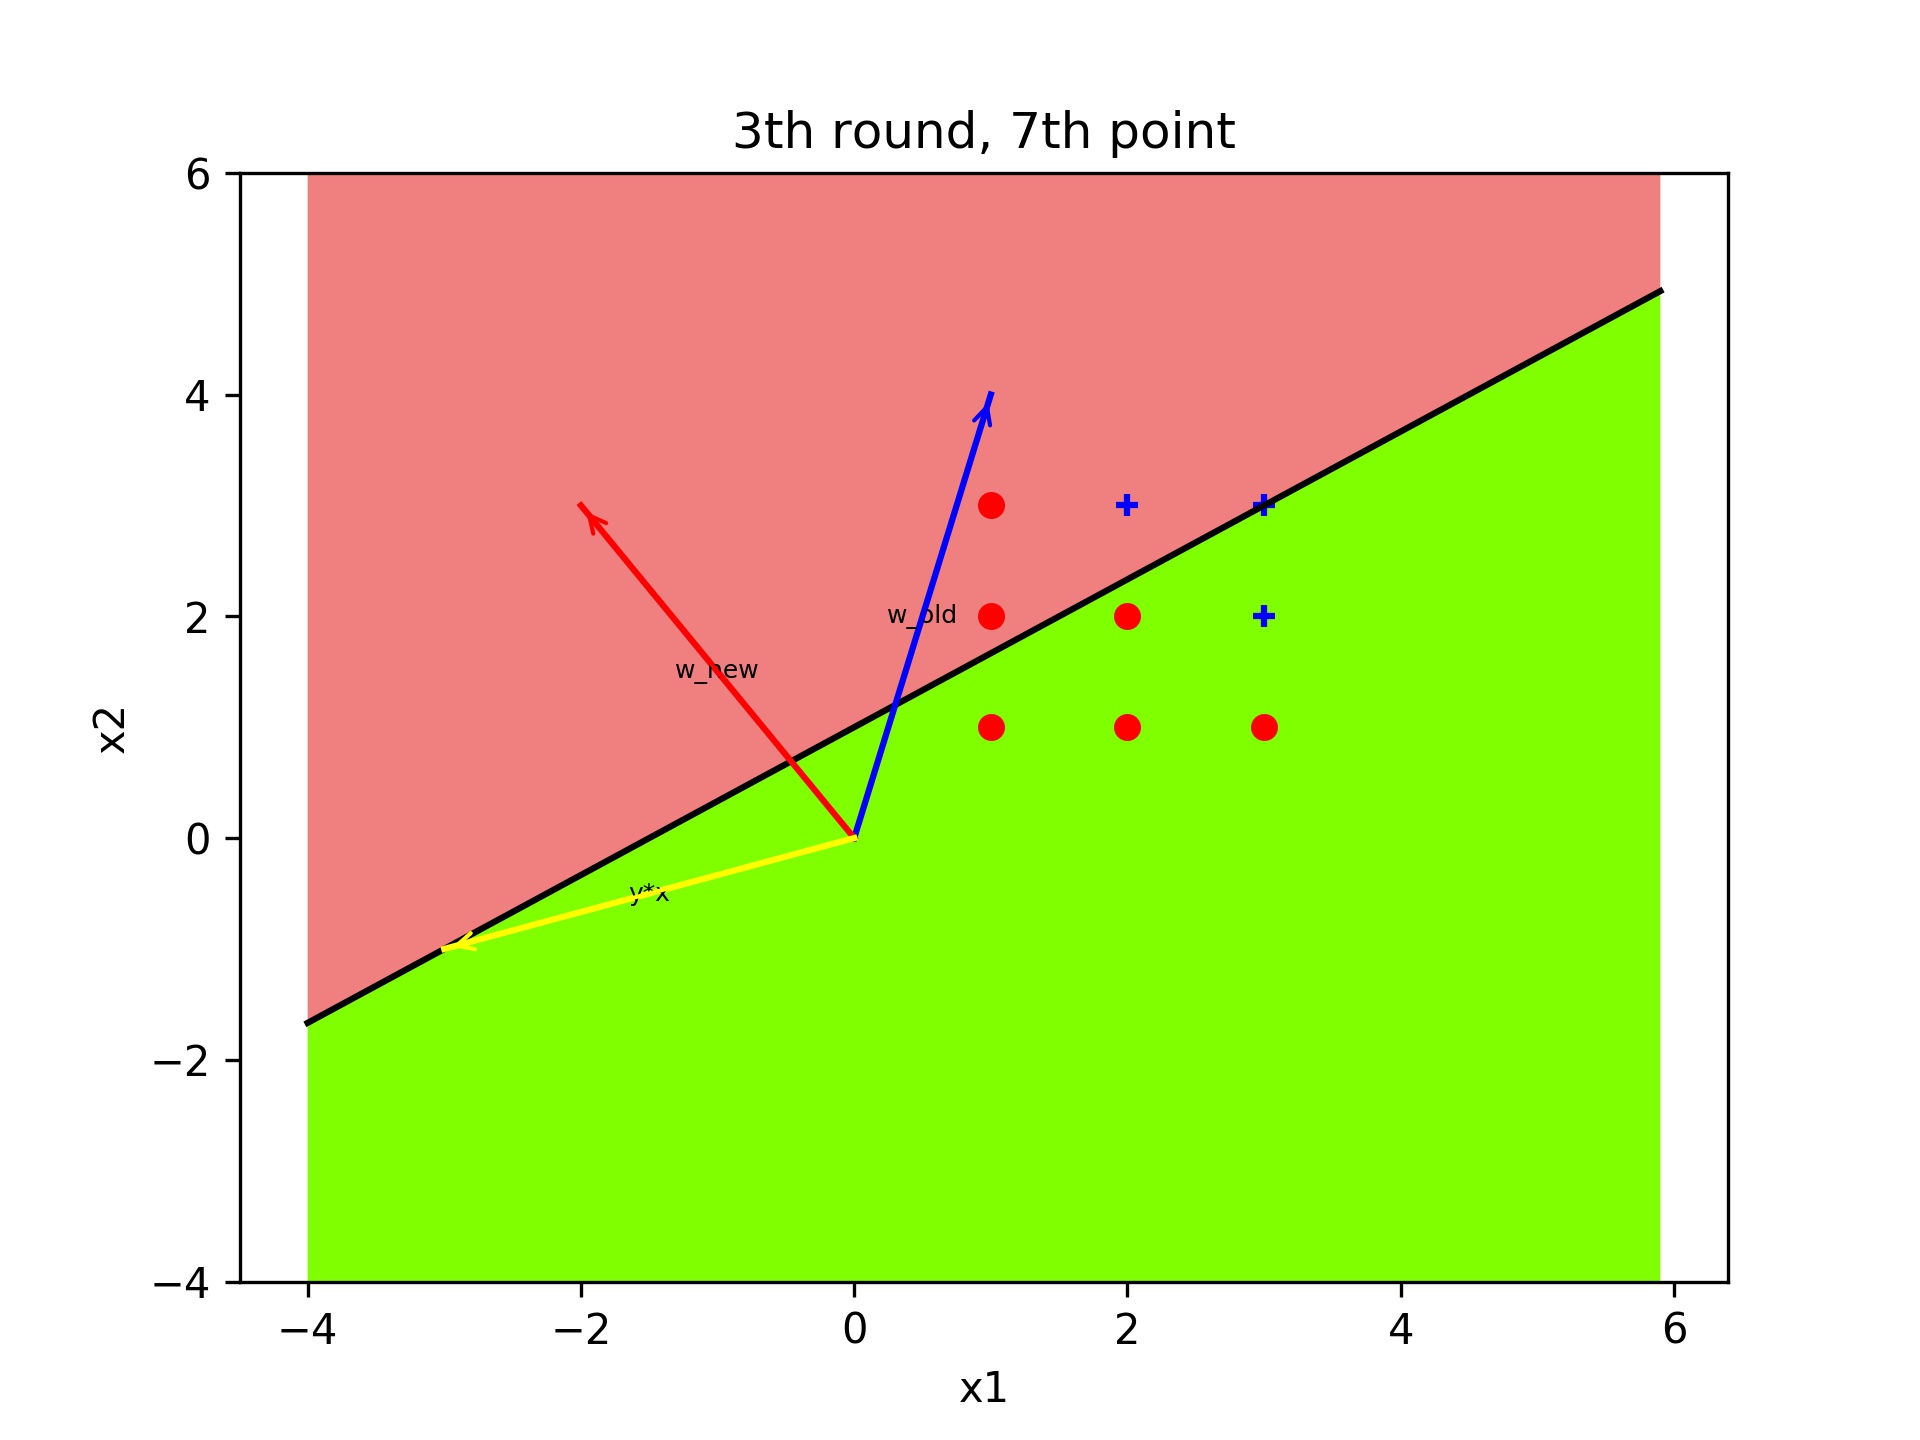 3th round, 7th point
6
4
2
0
−2
−4
x2
w_old
w_new
y*x
−4 −2 0 2 4 6
x1